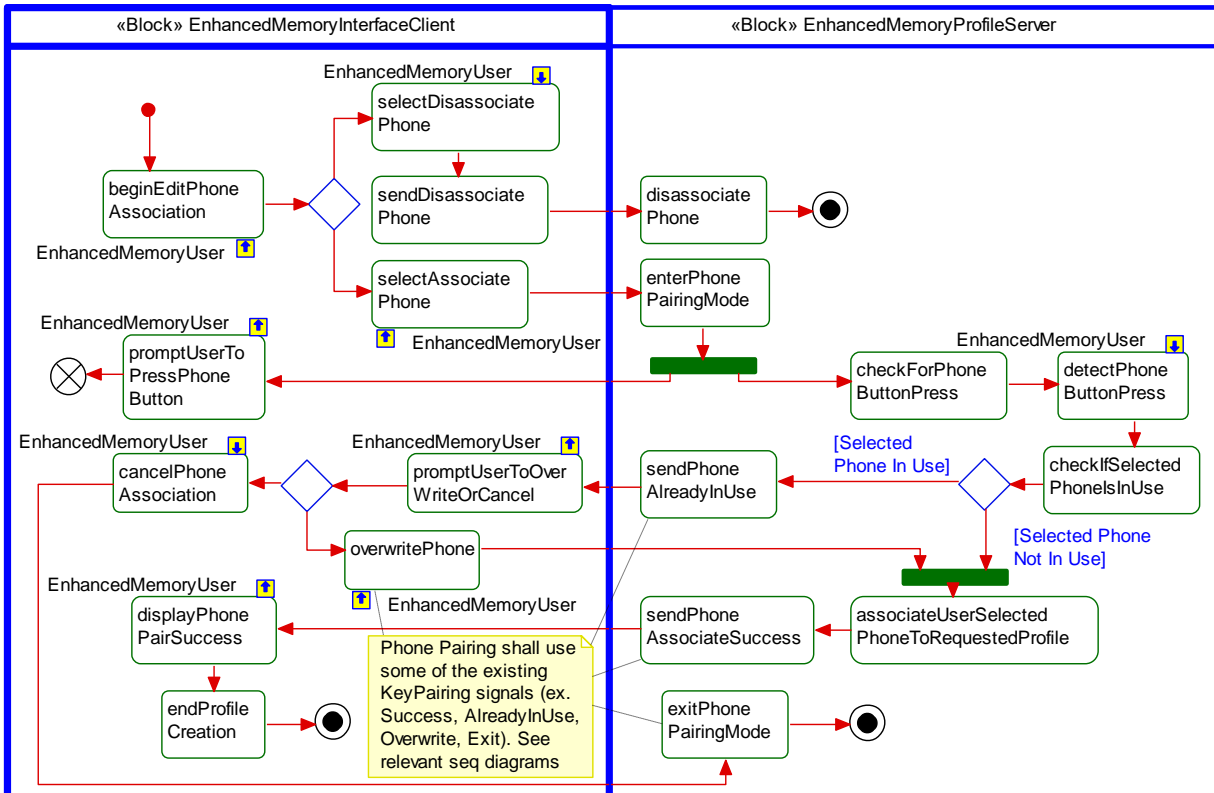 «Block» EnhancedMemoryInterfaceClient
«Block» EnhancedMemoryProfileServer
EnhancedMemoryUser
selectDisassociate
Phone
beginEditPhone
Association
EnhancedMemoryUser
sendDisassociate
Phone
disassociate
Phone
selectAssociate
Phone
EnhancedMemoryUser
enterPhone
PairingMode
EnhancedMemoryUser
promptUserTo
PressPhone
Button
checkForPhone
ButtonPress
EnhancedMemoryUser
detectPhone
ButtonPress
EnhancedMemoryUser
cancelPhone
Association
EnhancedMemoryUser
promptUserToOver
WriteOrCancel
sendPhone
AlreadyInUse
[Selected
Phone In Use]
checkIfSelected
PhoneIsInUse
overwritePhone
EnhancedMemoryUser
[Selected Phone
Not In Use]
EnhancedMemoryUser
displayPhone
PairSuccess
sendPhone
AssociateSuccess
associateUserSelected
PhoneToRequestedProfile
Phone Pairing shall use
some of the existing
KeyPairing signals (ex.
Success, AlreadyInUse,
Overwrite, Exit). See
relevant seq diagrams
endProfile
Creation
exitPhone
PairingMode